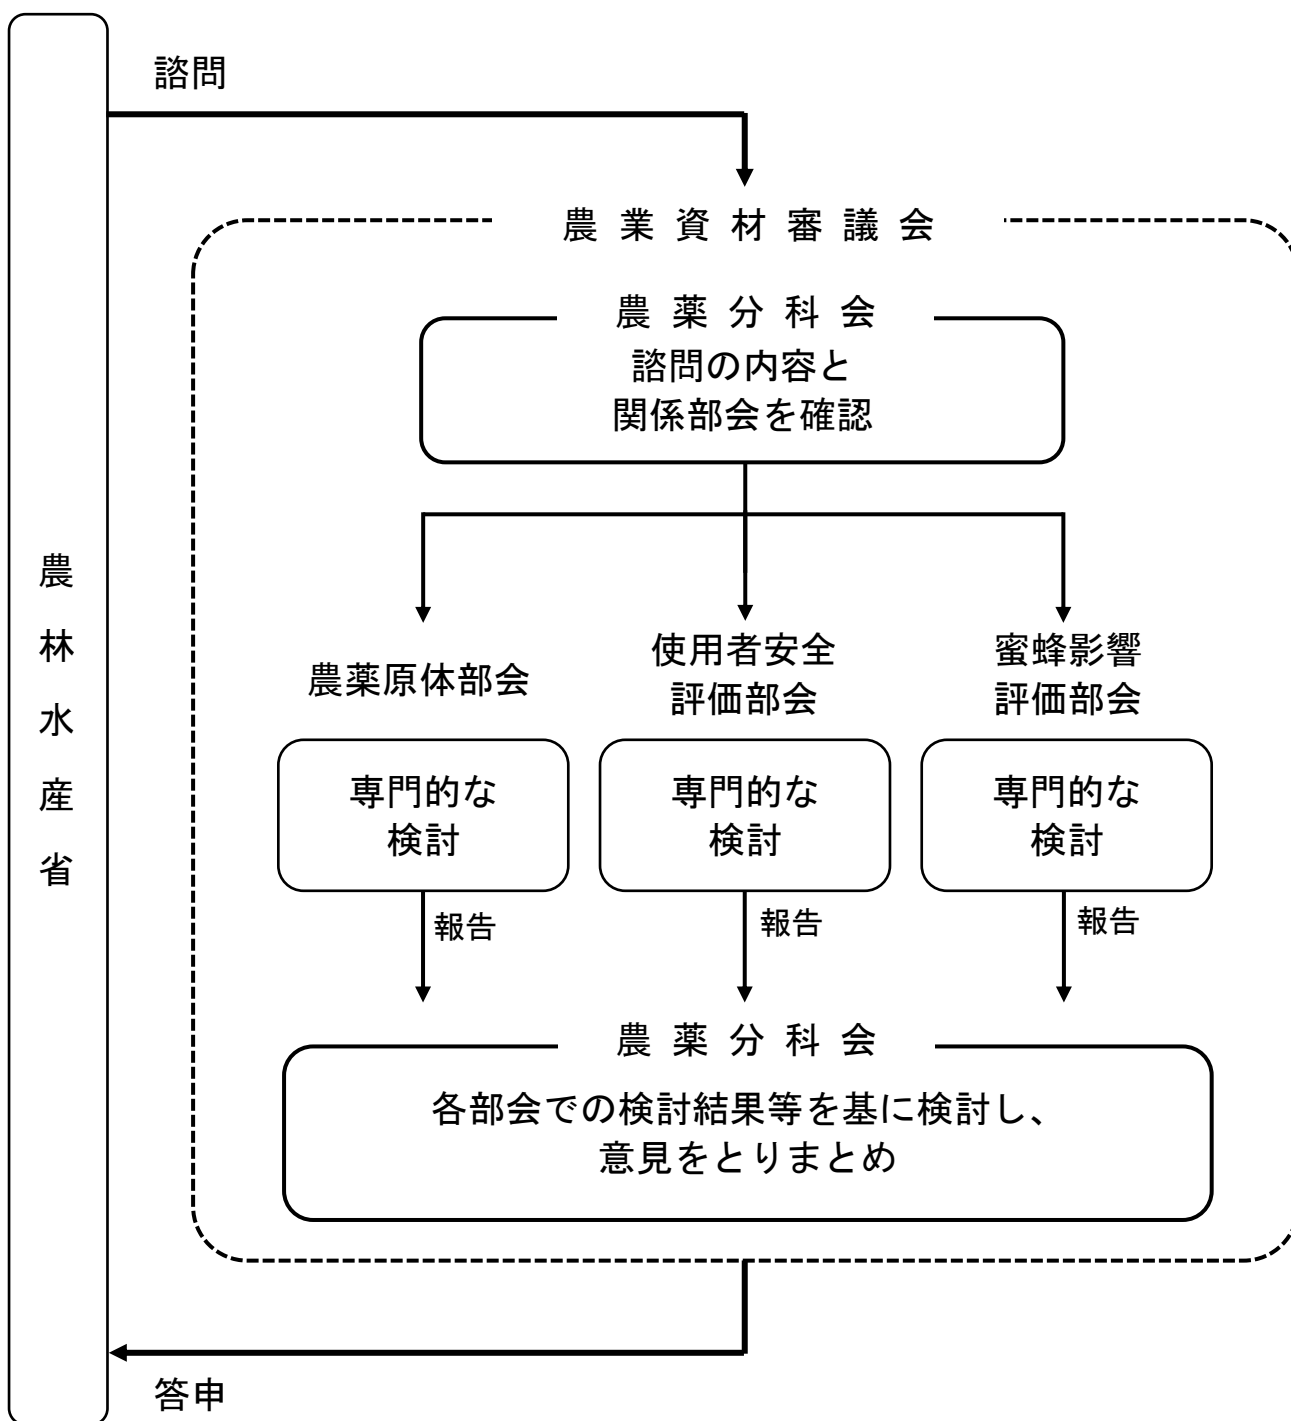 諮問
農業資材審議会
農薬分科会
諮問の内容と
関係部会を確認
農林水産省
農薬原体部会
使用者安全
評価部会
蜜蜂影響
評価部会
専門的な
検討
専門的な
検討
専門的な
検討
報告
報告
報告
農薬分科会
各部会での検討結果等を基に検討し、
意見をとりまとめ
答申